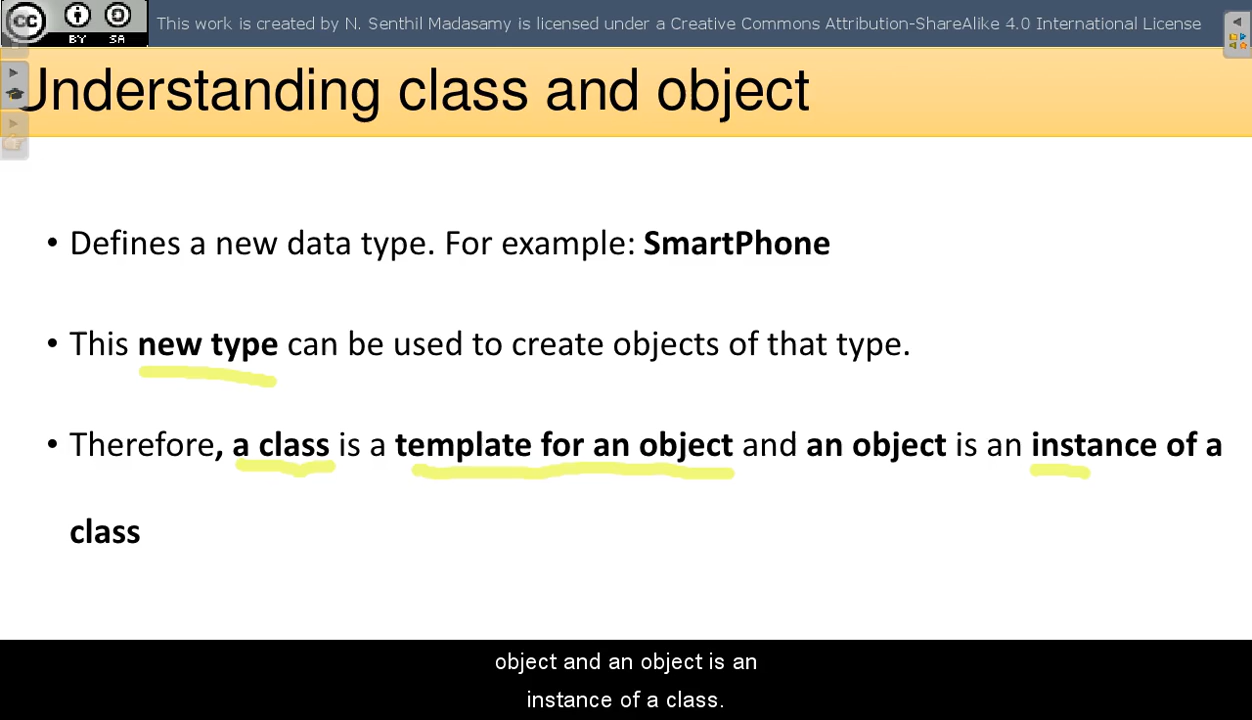 cc BY SA This work is created by N. Senthil Madasamy is licensed under a Creative Commons Attribution-ShareAlike 4.0 International License
Understanding class and object
• Defines a new data type. For example: SmartPhone
• This new type can be used to create objects of that type.
• Therefore, a class is a template for an object and an object is an instance of a
class
object and an object is an
instance of a class.